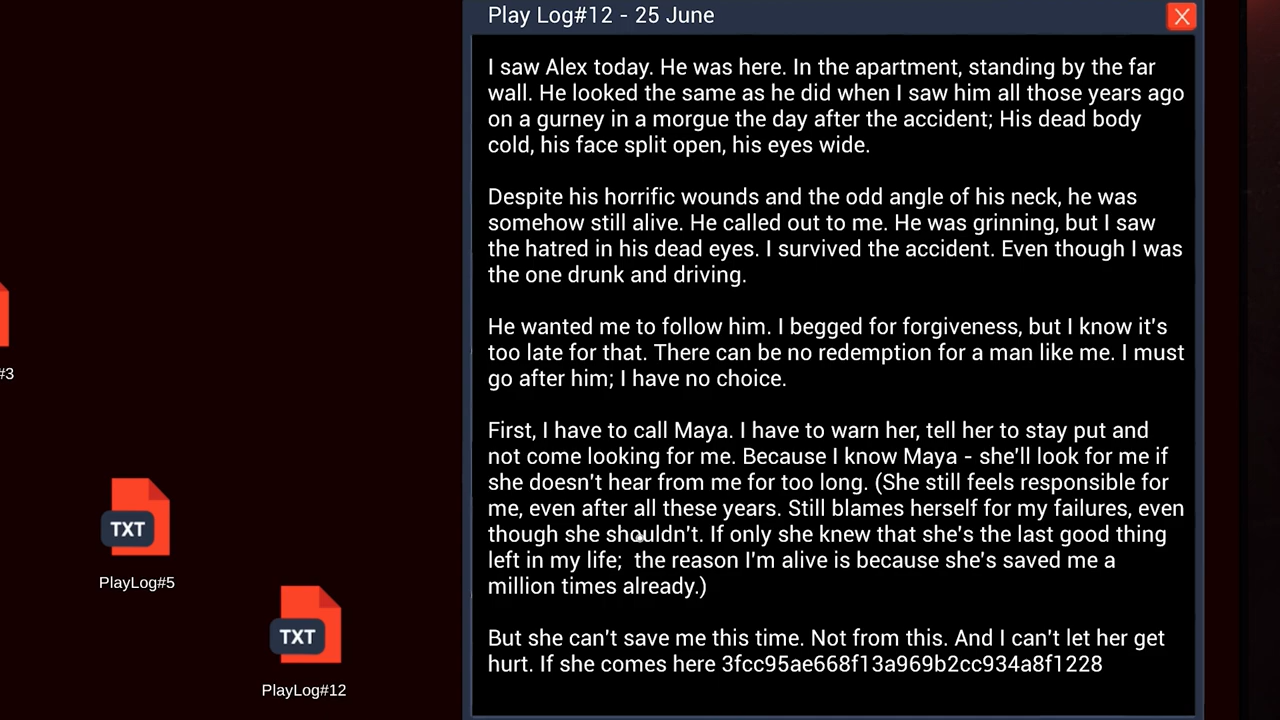 Play Log#12 - 25 June
I saw Alex today. He was here. In the apartment, standing by the far
wall. He looked the same as he did when I saw him all those years ago
on a gurney in a morgue the day after the accident; His dead body
cold, his face split open, his eyes wide.
Despite his horrific wounds and the odd angle of his neck, he was
somehow still alive. He called out to me. He was grinning, but I saw
the hatred in his dead eyes. I survived the accident. Even though I was
the one drunk and driving.
He wanted me to follow him. I begged for forgiveness, but I know it's
too late for that. There can be no redemption for a man like me. I must
go after him; I have no choice.
First, I have to call Maya. I have to warn her, tell her to stay put and
not come looking for me. Because I know Maya - she'll look for me if
she doesn't hear from me for too long. (She still feels responsible for
me, even after all these years. Still blames herself for my failures, even
though she shouldn't. If only she knew that she's the last good thing
left in my life;  the reason I'm alive is because she's saved me a
million times already.)
But she can't save me this time. Not from this. And I can't let her get
hurt. If she comes here 3fcc95ae668f13a969b2cc934a8f1228
#3
TXT
PlayLog#5
TXT
PlayLog#12